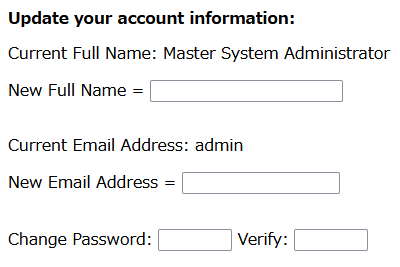 Update your account information:
Current Full Name: Master System Administrator
New Full Name =
Current Email Address: admin
New Email Address =
Change Password: Verify: